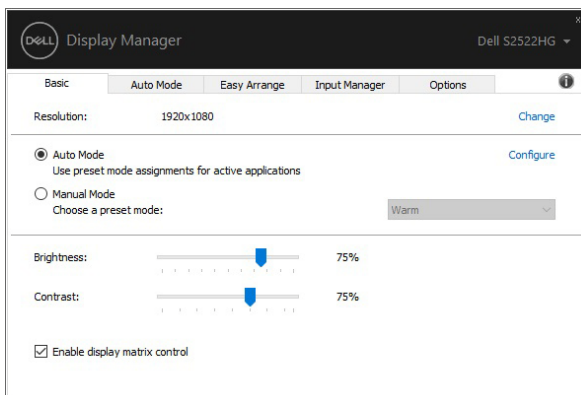 DELL Display Manager Dell S2522HG
x
Basic Auto Mode Easy Arrange Input Manager Options
Resolution: 1920x1080 Change
Auto Mode Configure
Use preset mode assignments for active applications
Manual Mode
Choose a preset mode: Warm
Brightness: 75%
Contrast: 75%
Enable display matrix control